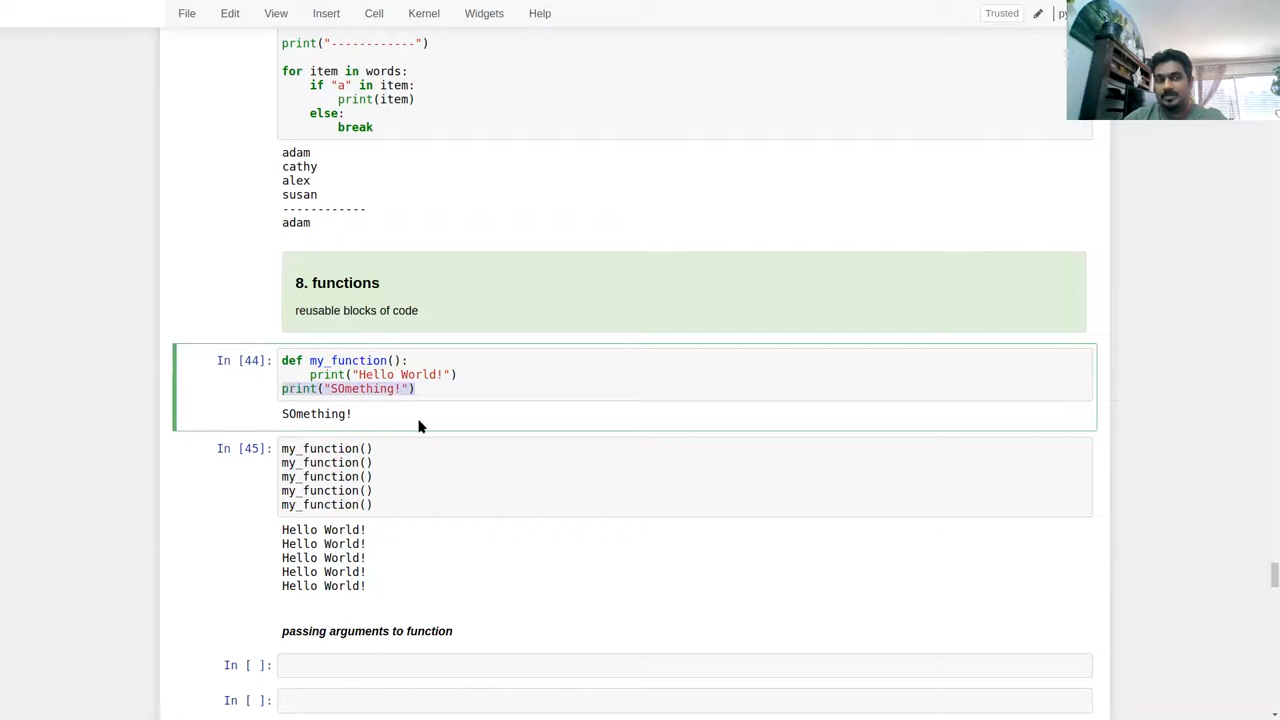 File Edit View Insert Cell Kernel Widgets Help Trusted py
print("------------")
for item in words:
    if "a" in item:
        print(item)
    else:
        break
adam
cathy
alex
susan
------------
adam
8. functions
reusable blocks of code
In [44]: def my_function():
    print("Hello World!")
print("SOmething!")
SOmething!
In [45]: my_function()
my_function()
my_function()
my_function()
my_function()
Hello World!
Hello World!
Hello World!
Hello World!
Hello World!
passing arguments to function
In [ ]:
In [ ]: